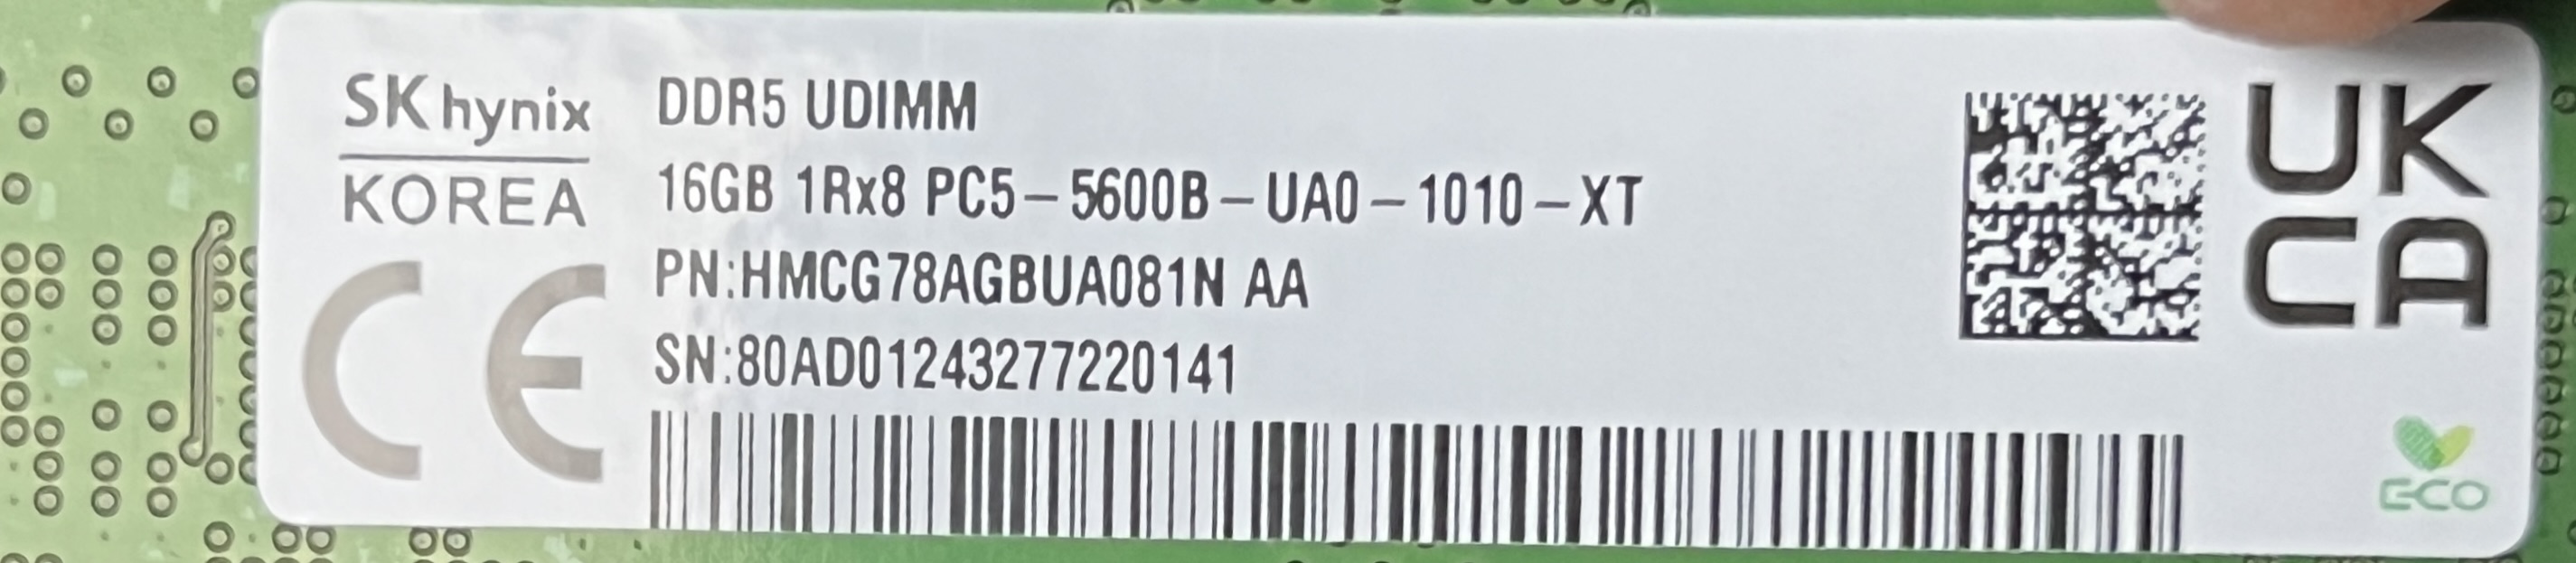 SK hynix
KOREA
CE
DDR5 UDIMM
16GB 1Rx8 PC5-5600B-UA0-1010-XT
PN:HMCG78AGBUA081N AA
SN:80AD01243277220141
UK
CA
ECO